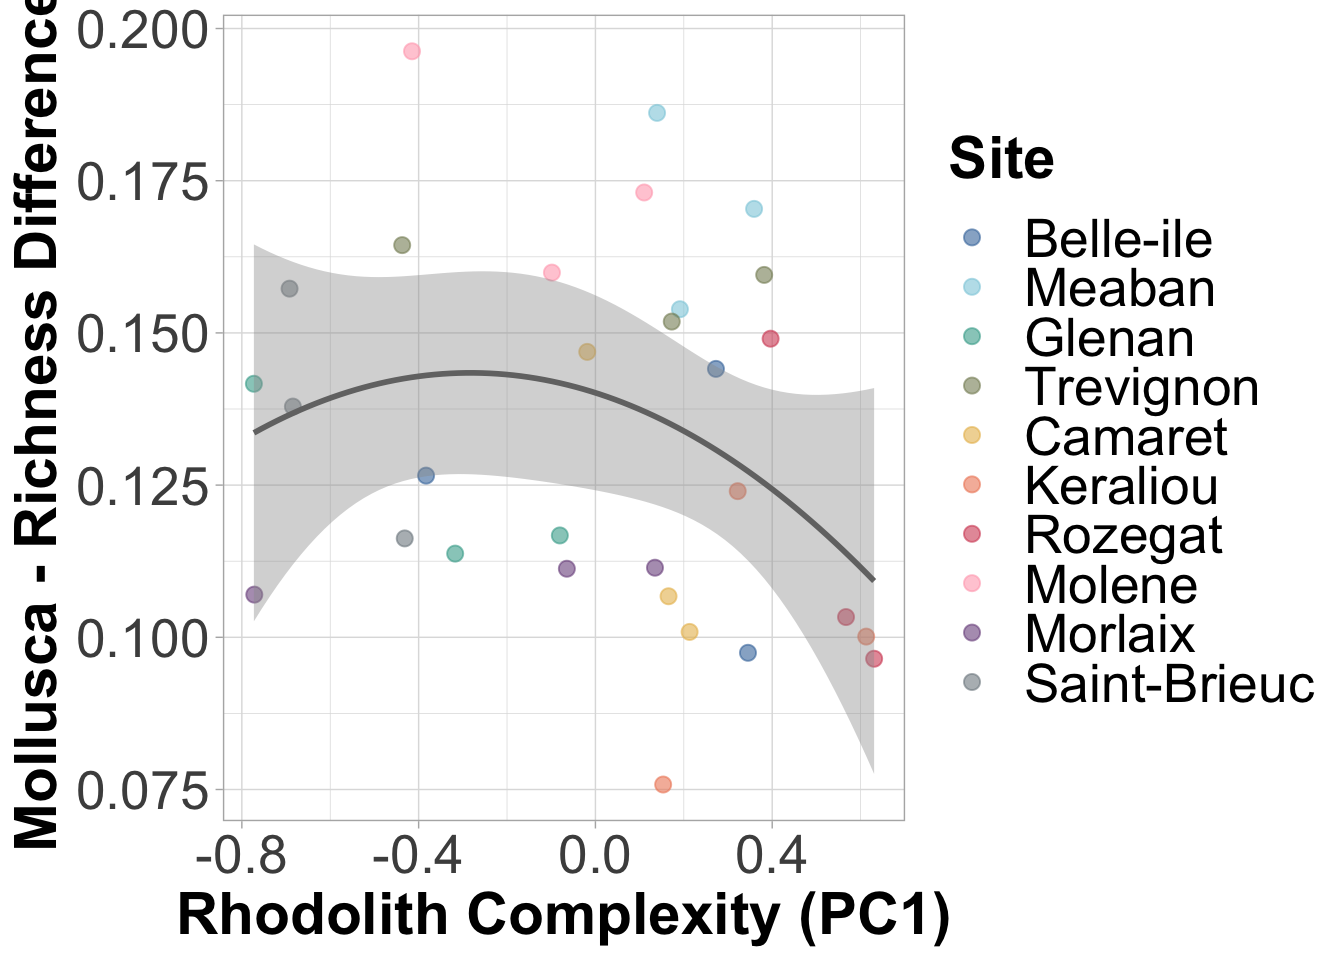 Mollusca - Richness Difference
0.200
0.175
0.150
0.125
0.100
0.075
-0.8
-0.4
0.0
0.4
Rhodolith Complexity (PC1)
Site
Belle-ile
Meaban
Glenan
Trevignon
Camaret
Keraliou
Rozegat
Molene
Morlaix
Saint-Brieuc